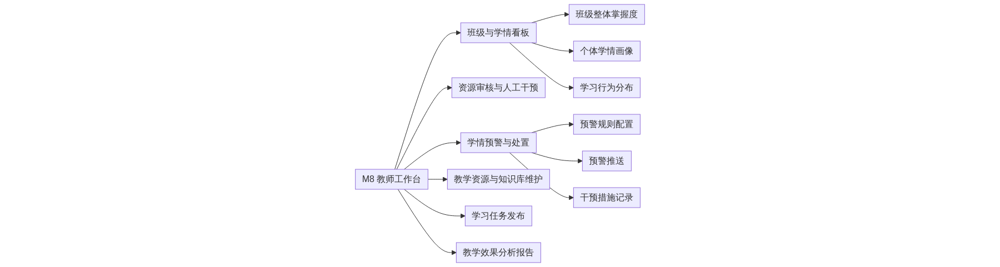 M8 教师工作台
班级与学情看板
班级整体掌握度
个体学情画像
学习行为分布
资源审核与人工干预
学情预警与处置
预警规则配置
预警推送
干预措施记录
教学资源与知识库维护
学习任务发布
教学效果分析报告